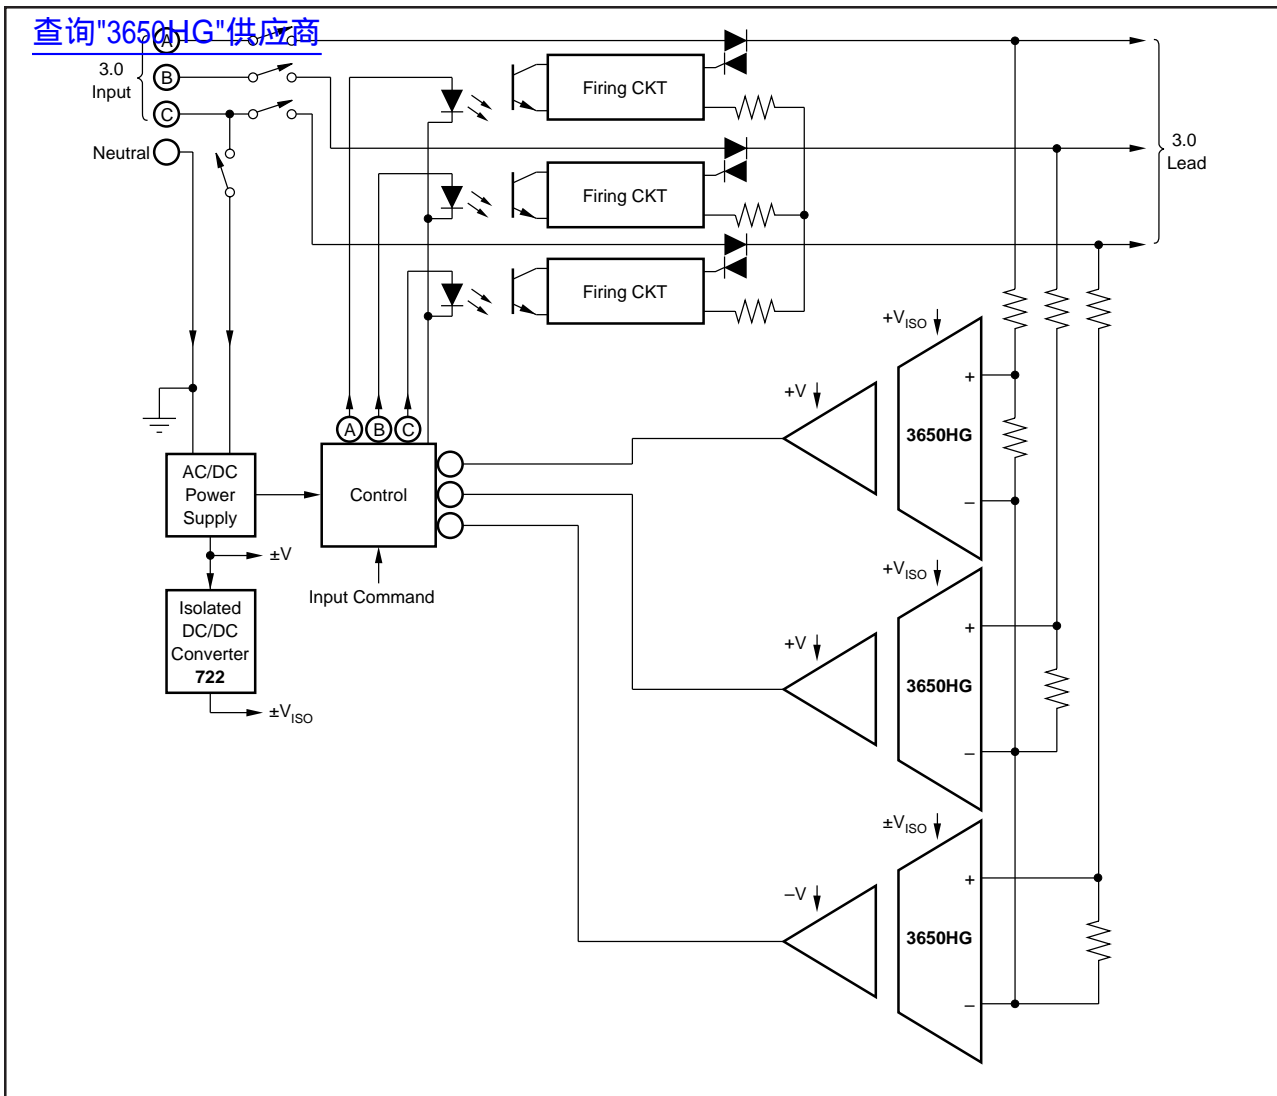 查询"3650HG"供应商
A
3.0
Input
B
C
Neutral
Firing CKT
Firing CKT
Firing CKT
3.0
Lead
+VISO
+V
+
3650HG
–
A B C
AC/DC
Power
Supply
Control
±V
Input Command
Isolated
DC/DC
Converter
722
±VISO
+VISO
+V
+
3650HG
–
±VISO
–V
+
3650HG
–